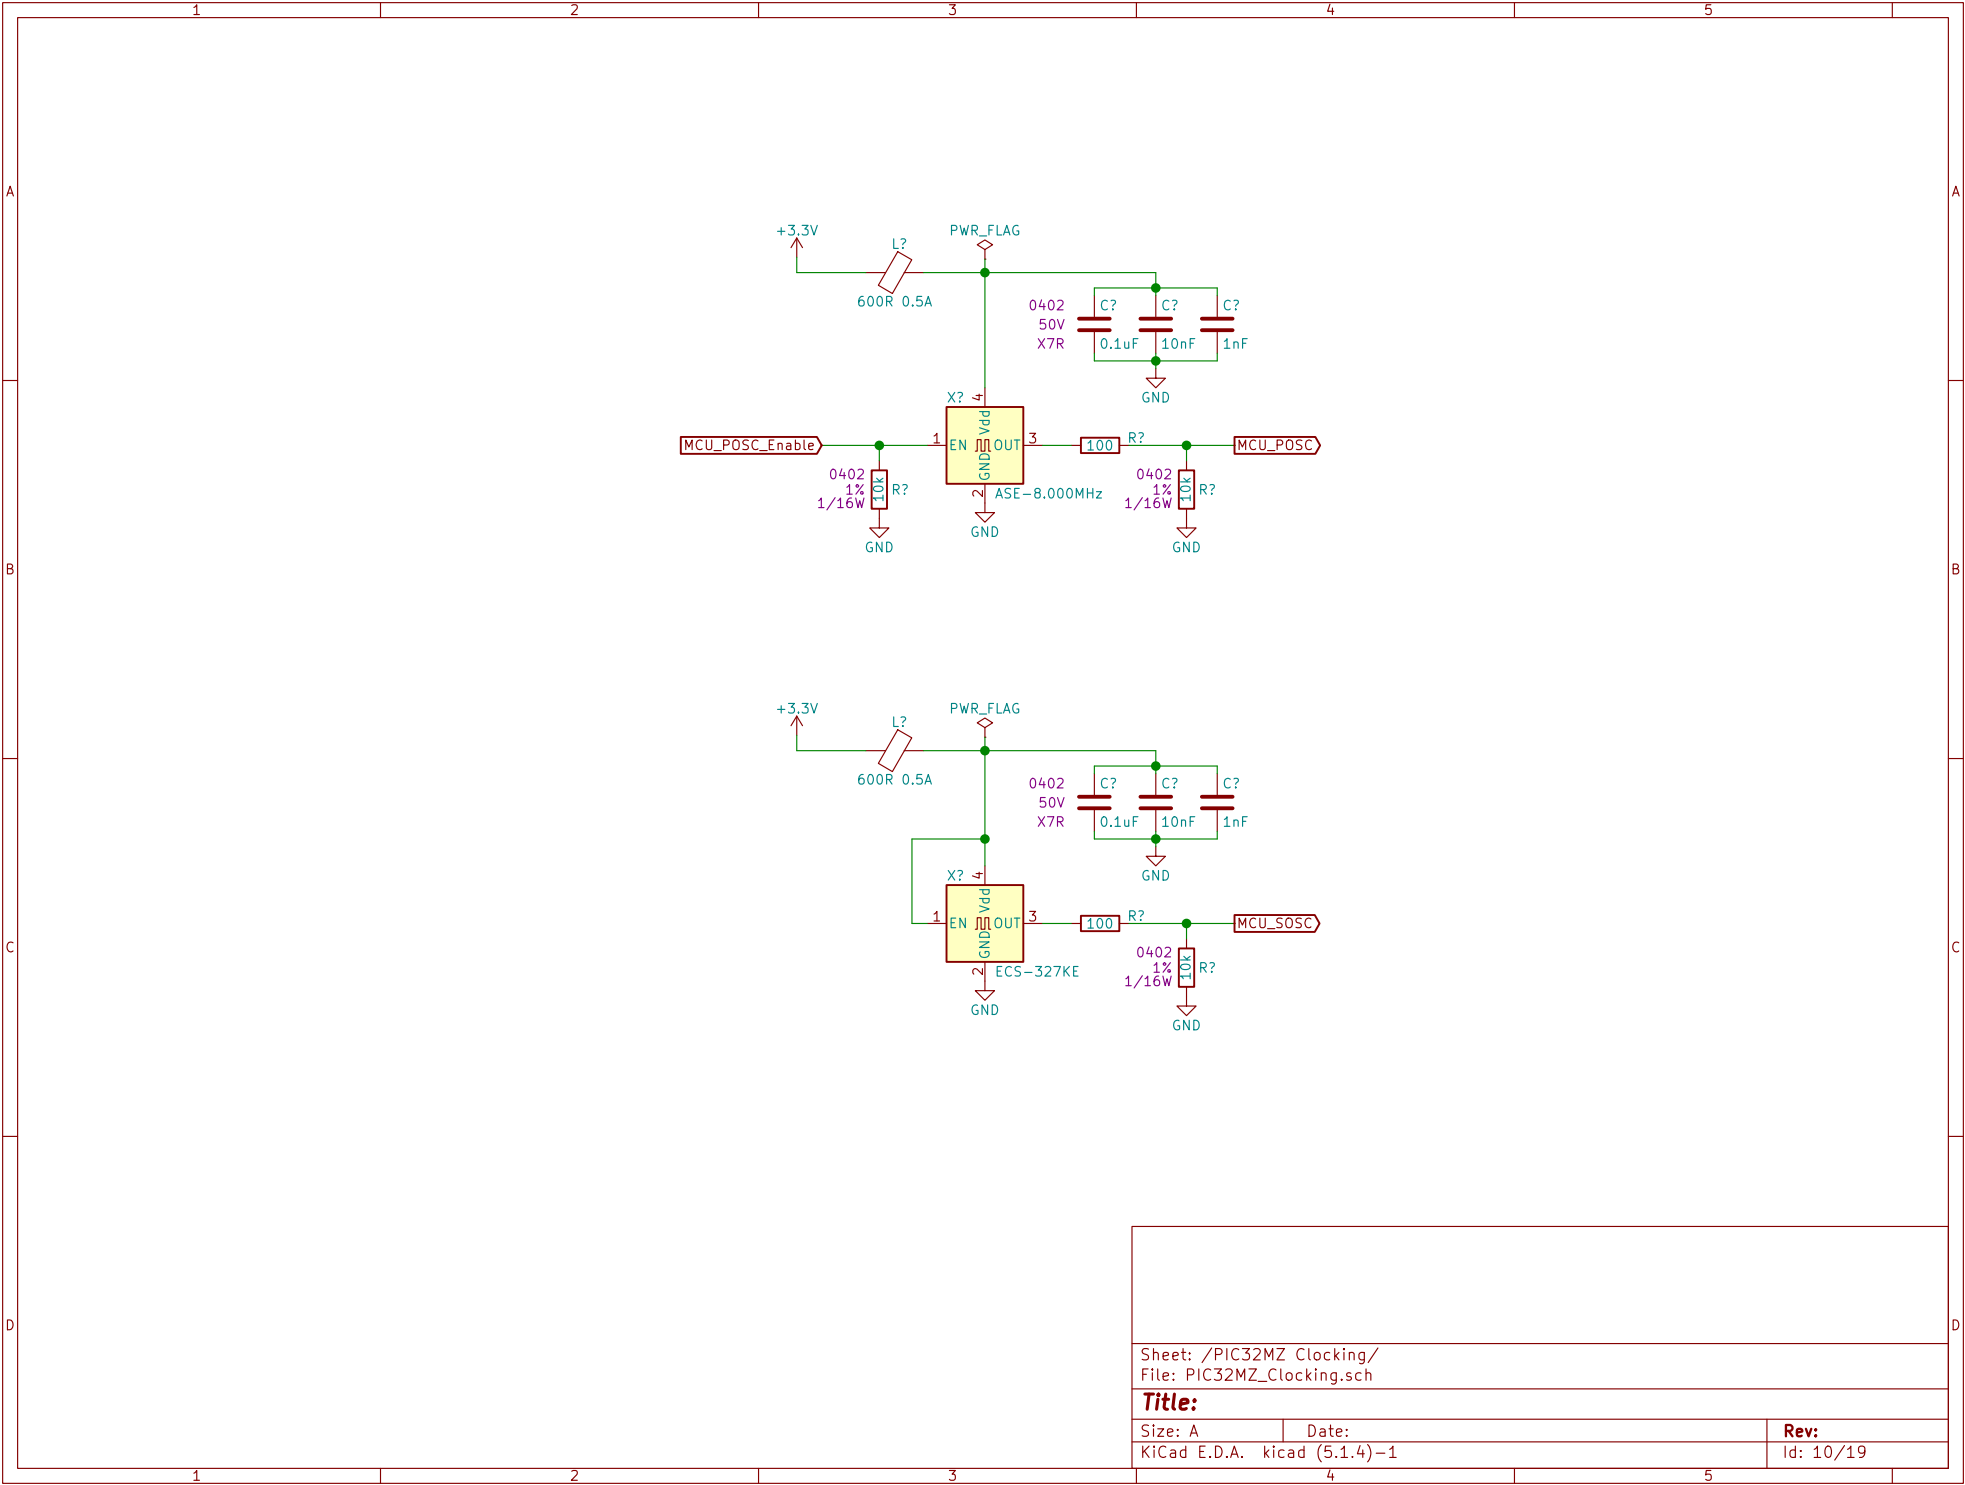 1 2 3 4 5
A A
+3.3V PWR_FLAG
L?
600R 0.5A
0402 C? C? C?
50V
X7R 0.1uF 10nF 1nF
GND
X? 4
Vdd
MCU_POSC_Enable 1 EN OUT 3 100 R? MCU_POSC
GND
0402 0402
1% 10k R? 1% 10k R?
1/16W 1/16W
2 ASE-8.000MHz
GND
GND GND
B B
+3.3V PWR_FLAG
L?
600R 0.5A
0402 C? C? C?
50V
X7R 0.1uF 10nF 1nF
GND
X? 4
Vdd
1 EN OUT 3 100 R? MCU_SOSC
GND
C C
0402
1% 10k R?
1/16W
2 ECS-327KE
GND
GND
D D
Sheet: /PIC32MZ Clocking/
File: PIC32MZ_Clocking.sch
Title:
Size: A Date: Rev:
KiCad E.D.A. kicad (5.1.4)-1 Id: 10/19
1 2 3 4 5